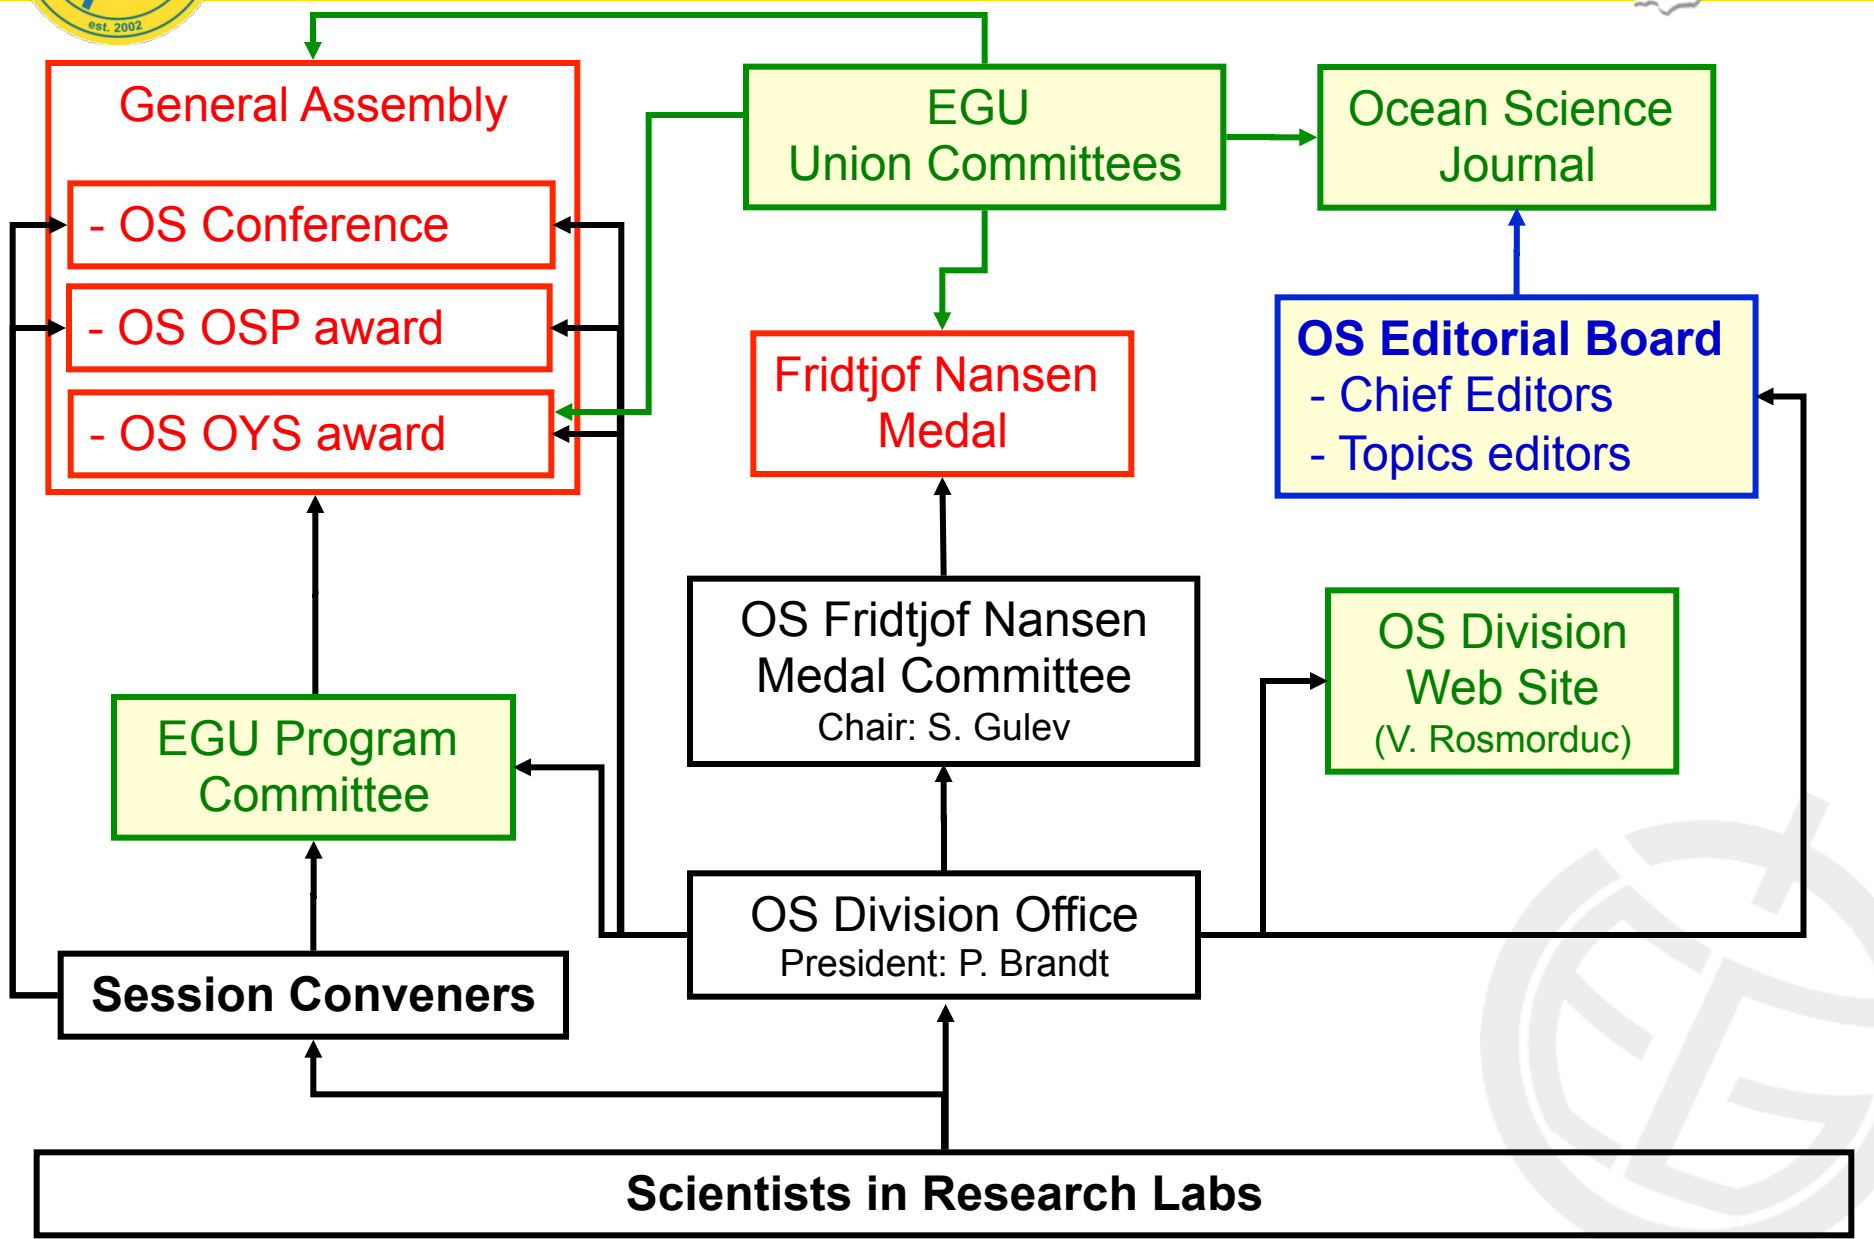 est. 2002
General Assembly
- OS Conference
- OS OSP award
- OS OYS award
EGU
Union Committees
Ocean Science
Journal
Fridtjof Nansen
Medal
OS Editorial Board
- Chief Editors
- Topics editors
OS Fridtjof Nansen
Medal Committee
Chair: S. Gulev
OS Division
Web Site
(V. Rosmorduc)
EGU Program
Committee
OS Division Office
President: P. Brandt
Session Conveners
Scientists in Research Labs